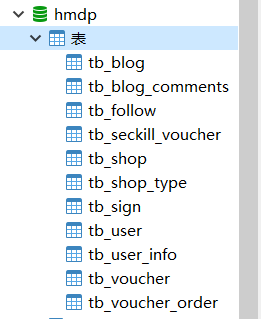 hmdp
表
tb_blog
tb_blog_comments
tb_follow
tb_seckill_voucher
tb_shop
tb_shop_type
tb_sign
tb_user
tb_user_info
tb_voucher
tb_voucher_order